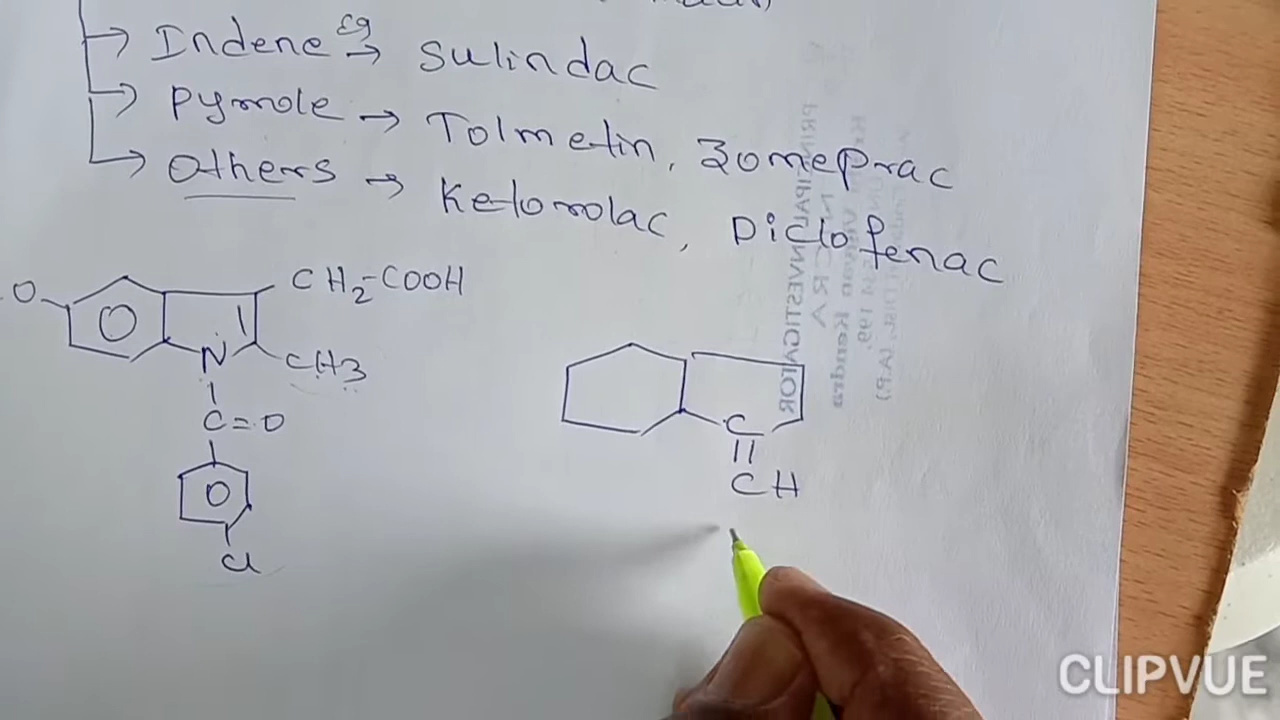 Indene eg → Sulindac
Pyrrole → Tolmetin, Zomeprac
Others → Ketorolac, Diclofenac
O
CH2-COOH
N
CH3
C=O
Cl
C
CH
CLIPVUE